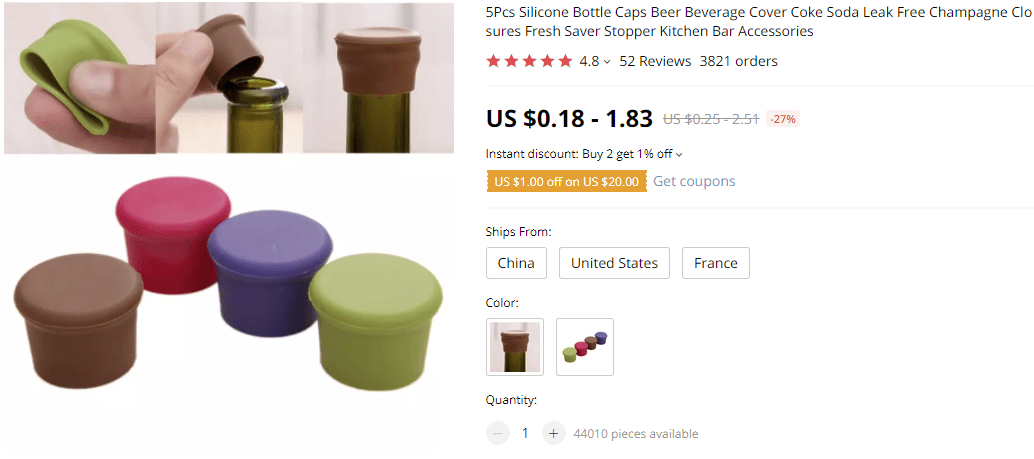 5Pcs Silicone Bottle Caps Beer Beverage Cover Coke Soda Leak Free Champagne Clo
sures Fresh Saver Stopper Kitchen Bar Accessories
4.8 52 Reviews 3821 orders
US $0.18 - 1.83 US $0.25 - 2.51 -27%
Instant discount: Buy 2 get 1% off
US $1.00 off on US $20.00 Get coupons
Ships From:
China United States France
Color:
Quantity:
1 44010 pieces available